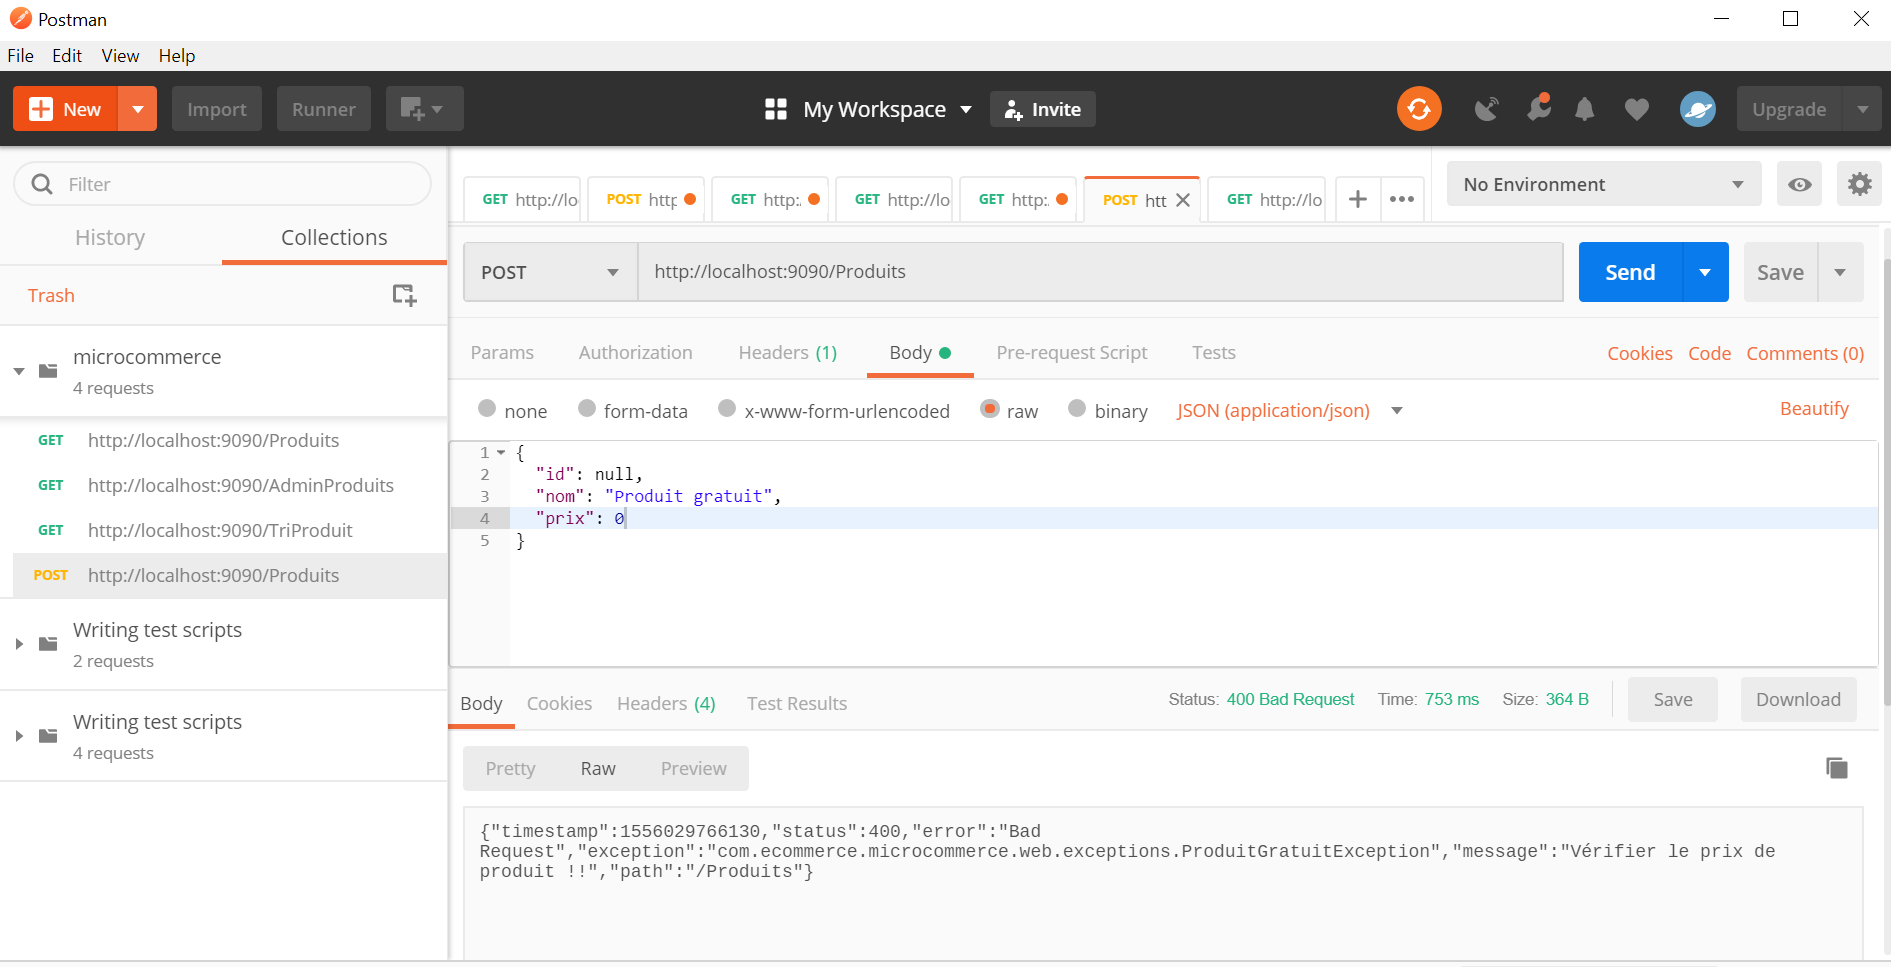 Postman
File Edit View Help
New Import Runner My Workspace Invite Upgrade
Filter
History Collections
Trash
microcommerce
4 requests
GET http://localhost:9090/Produits
GET http://localhost:9090/AdminProduits
GET http://localhost:9090/TriProduit
POST http://localhost:9090/Produits
Writing test scripts
2 requests
Writing test scripts
4 requests
GET http://lo POST http GET http:. GET http://lo GET http:. POST htt GET http://lo
No Environment
POST http://localhost:9090/Produits Send Save
Params Authorization Headers (1) Body Pre-request Script Tests Cookies Code Comments (0)
none form-data x-www-form-urlencoded raw binary JSON (application/json) Beautify
1 {
2 "id": null,
3 "nom": "Produit gratuit",
4 "prix": 0
5 }
Body Cookies Headers (4) Test Results Status: 400 Bad Request Time: 753 ms Size: 364 B Save Download
Pretty Raw Preview
{"timestamp":1556029766130,"status":400,"error":"Bad
Request","exception":"com.ecommerce.microcommerce.web.exceptions.ProduitGratuitException","message":"Vérifier le prix de
produit !!","path":"/Produits"}